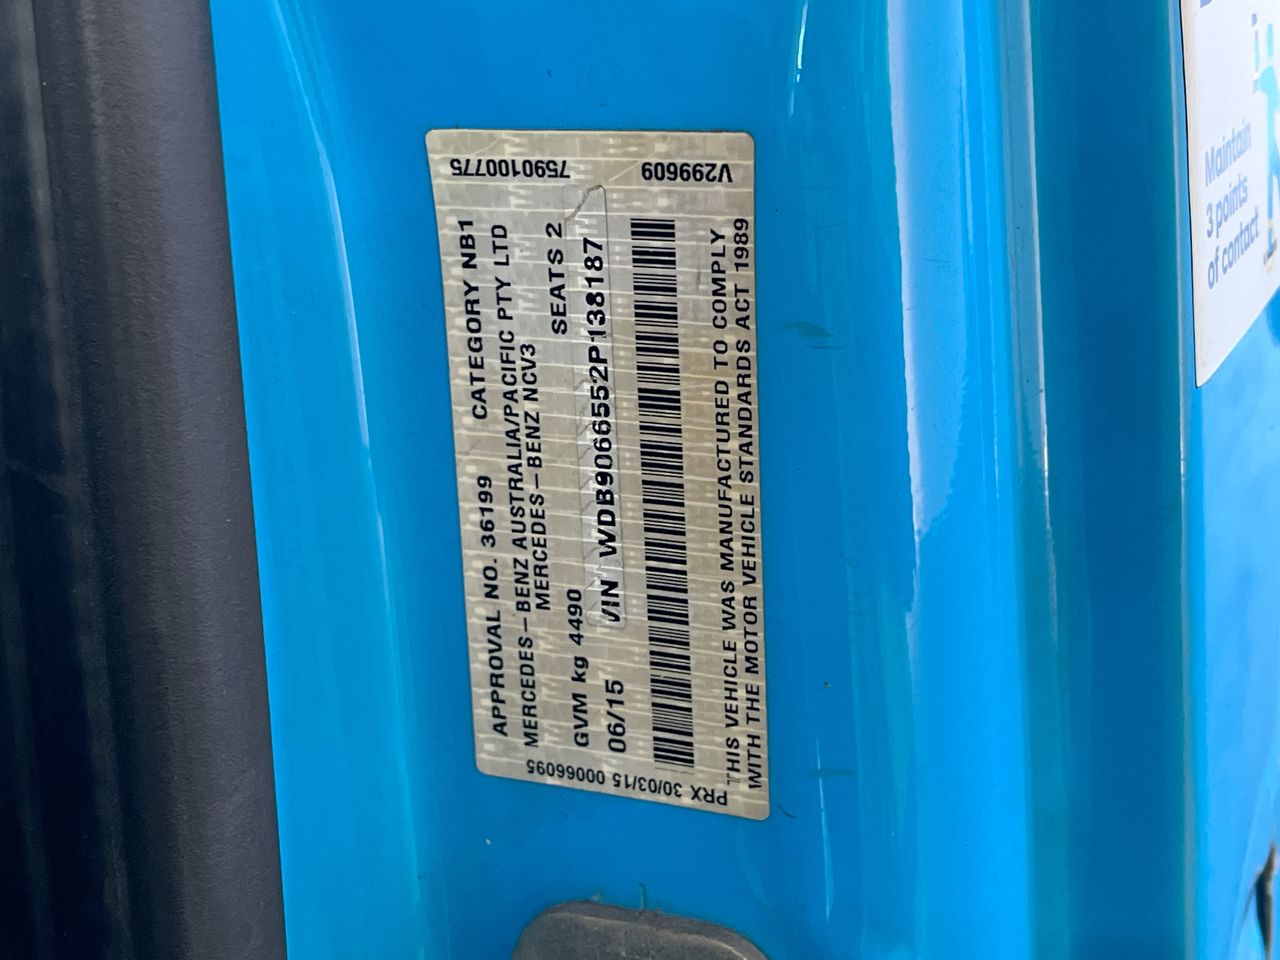 APPROVAL NO. 36199 CATEGORY NB1
MERCEDES-BENZ AUSTRALIA/PACIFIC PTY LTD
MERCEDES-BENZ NCV3
GVM kg 4490 SEATS 2
06/15 VIN WDB9066552P138187
THIS VEHICLE WAS MANUFACTURED TO COMPLY
WITH THE MOTOR VEHICLE STANDARDS ACT 1989
PRX 30/03/15 00066095
V299609 7590100775
Maintain
3 points
of contact